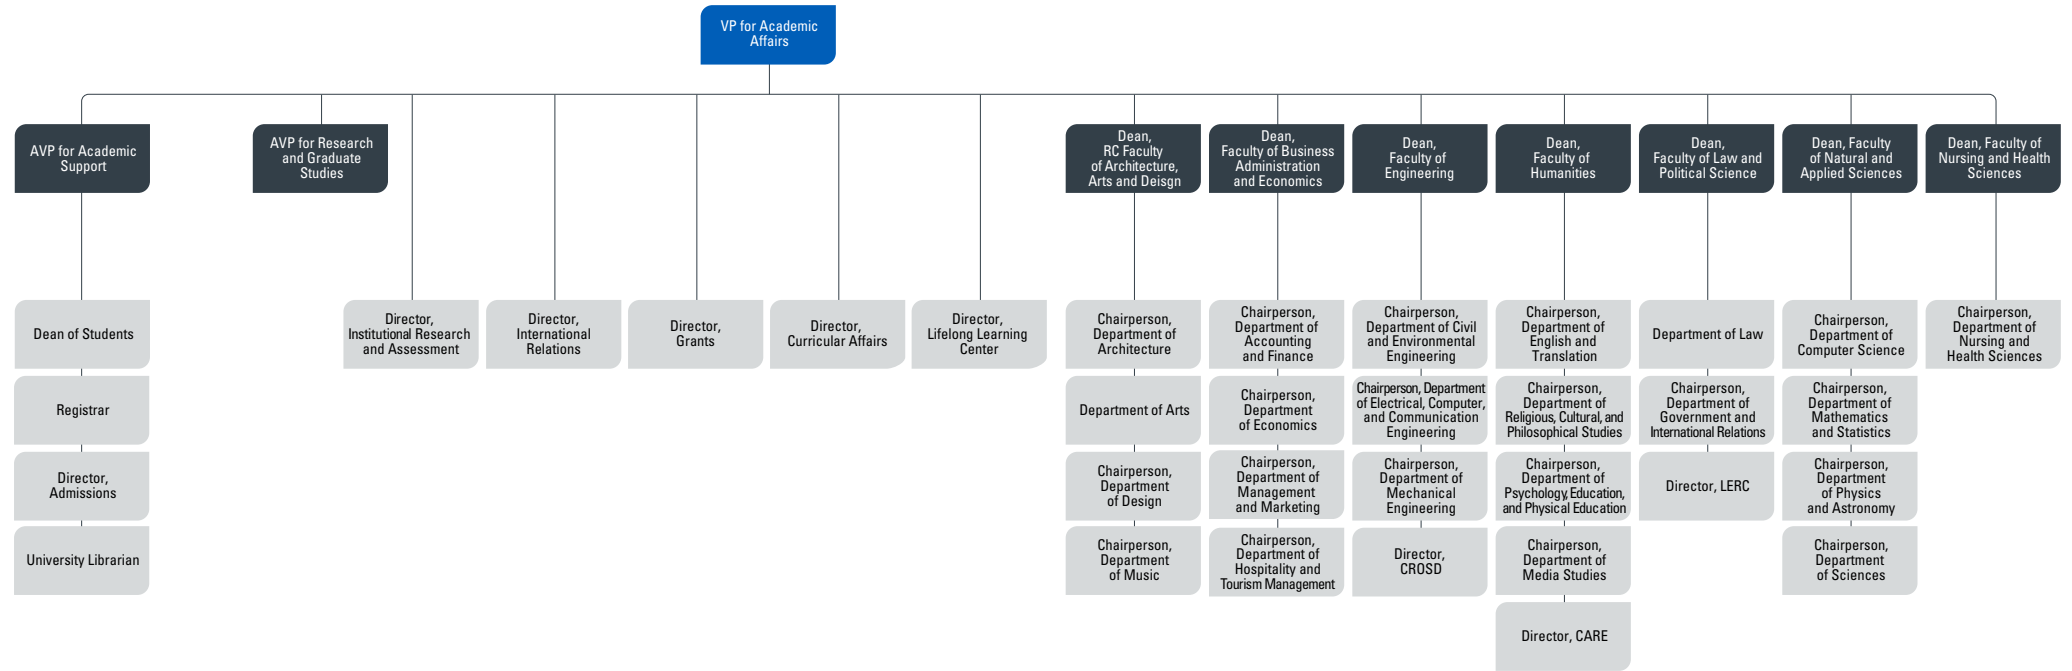 VP for Academic
Affairs
AVP for Academic
Support
AVP for Research
and Graduate
Studies
Dean,
RC Faculty
of Architecture,
Arts and Deisgn
Dean,
Faculty of Business
Administration
and Economics
Dean,
Faculty of
Engineering
Dean,
Faculty of
Humanities
Dean,
Faculty of Law and
Political Science
Dean, Faculty
of Natural and
Applied Sciences
Dean, Faculty of
Nursing and Health
Sciences
Dean of Students
Registrar
Director,
Admissions
University Librarian
Director,
Institutional Research
and Assessment
Director,
International
Relations
Director,
Grants
Director,
Curricular Affairs
Director,
Lifelong Learning
Center
Chairperson,
Department of
Architecture
Department of Arts
Chairperson,
Department
of Design
Chairperson,
Department
of Music
Chairperson,
Department of
Accounting
and Finance
Chairperson,
Department
of Economics
Chairperson,
Department of
Management
and Marketing
Chairperson,
Department of
Hospitality and
Tourism Management
Chairperson,
Department of Civil
and Environmental
Engineering
Chairperson, Department
of Electrical, Computer,
and Communication
Engineering
Chairperson,
Department of
Mechanical
Engineering
Director,
CROSD
Chairperson,
Department of
English and
Translation
Chairperson,
Department of
Religious, Cultural, and
Philosophical Studies
Chairperson,
Department of
Psychology, Education,
and Physical Education
Chairperson,
Department of
Media Studies
Director, CARE
Department of Law
Chairperson,
Department of
Government and
International Relations
Director, LERC
Chairperson,
Department of
Computer Science
Chairperson,
Department of
Mathematics
and Statistics
Chairperson,
Department
of Physics
and Astronomy
Chairperson,
Department
of Sciences
Chairperson,
Department of
Nursing and
Health Sciences